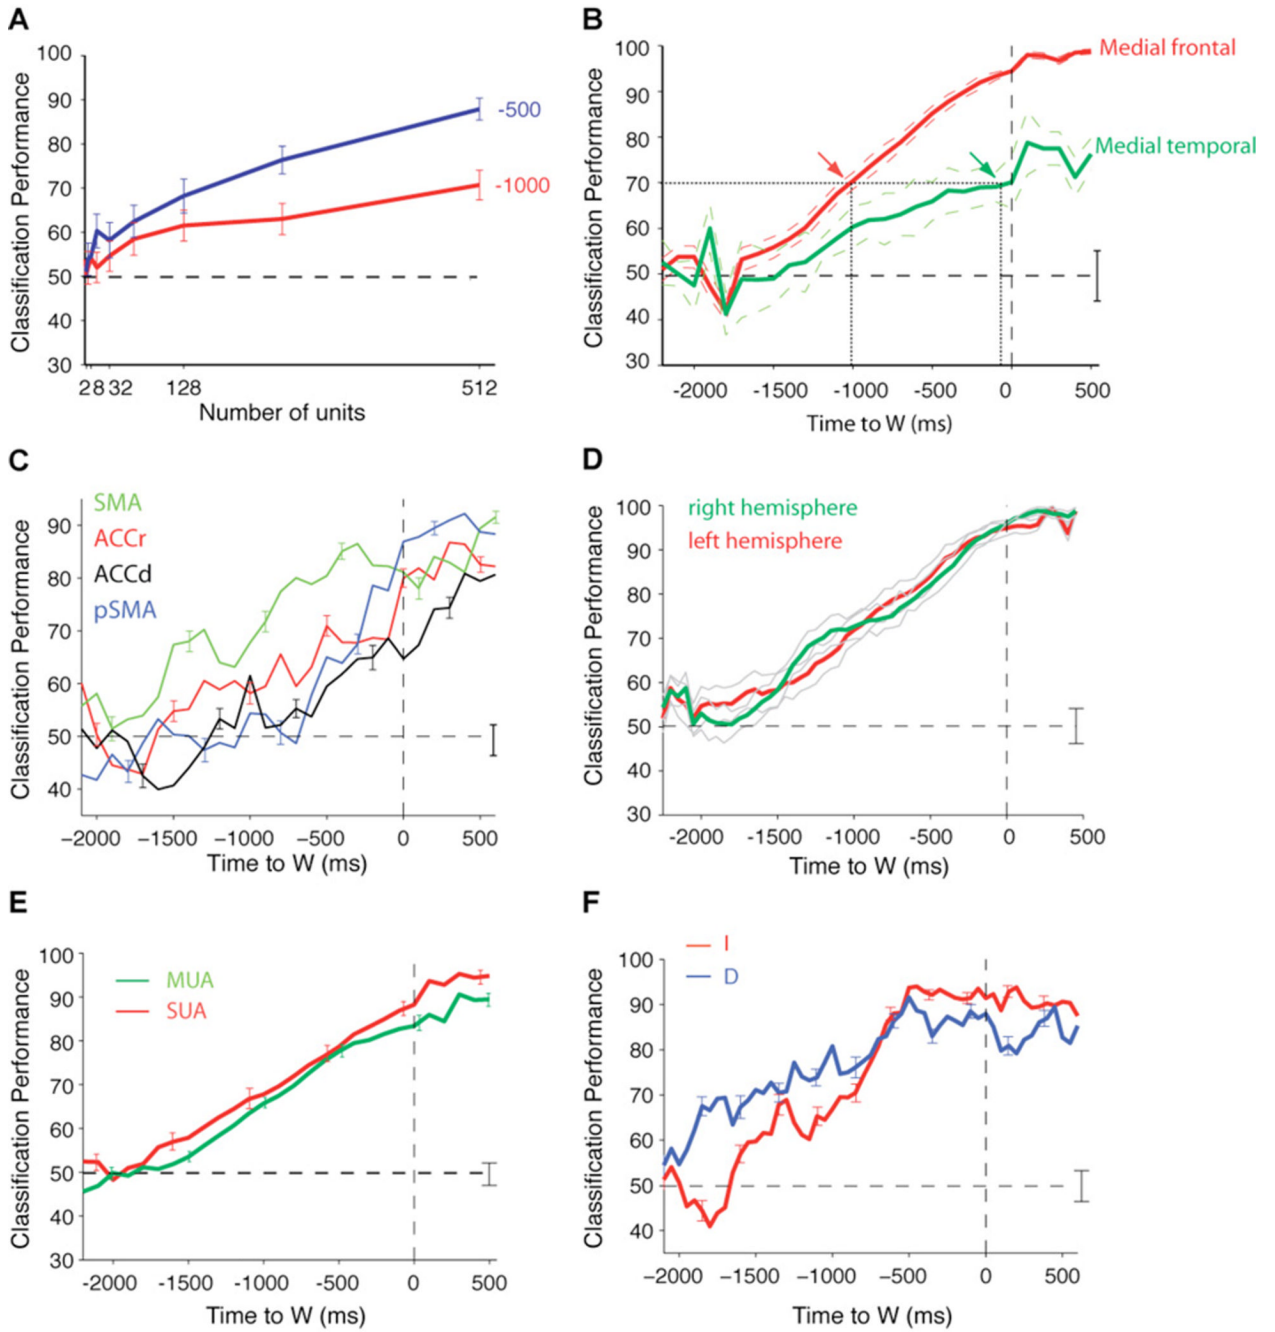 A
100
90
80
70
60
50
40
30
Classification Performance
-500
-1000
2 8 32 128 512
Number of units
B
100
90
80
70
60
50
40
30
Classification Performance
Medial frontal
Medial temporal
-2000 -1500 -1000 -500 0 500
Time to W (ms)
C
SMA
ACCr
ACCd
pSMA
90
80
70
60
50
40
Classification Performance
−2000 −1500 −1000 −500 0 500
Time to W (ms)
D
right hemisphere
left hemisphere
100
90
80
70
60
50
40
30
Classification Performance
-2000 -1500 -1000 -500 0 500
Time to W (ms)
E
MUA
SUA
100
90
80
70
60
50
40
30
Classification Performance
-2000 -1500 -1000 -500 0 500
Time to W (ms)
F
I
D
100
90
80
70
60
50
40
Classification Performance
−2000 −1500 −1000 −500 0 500
Time to W (ms)